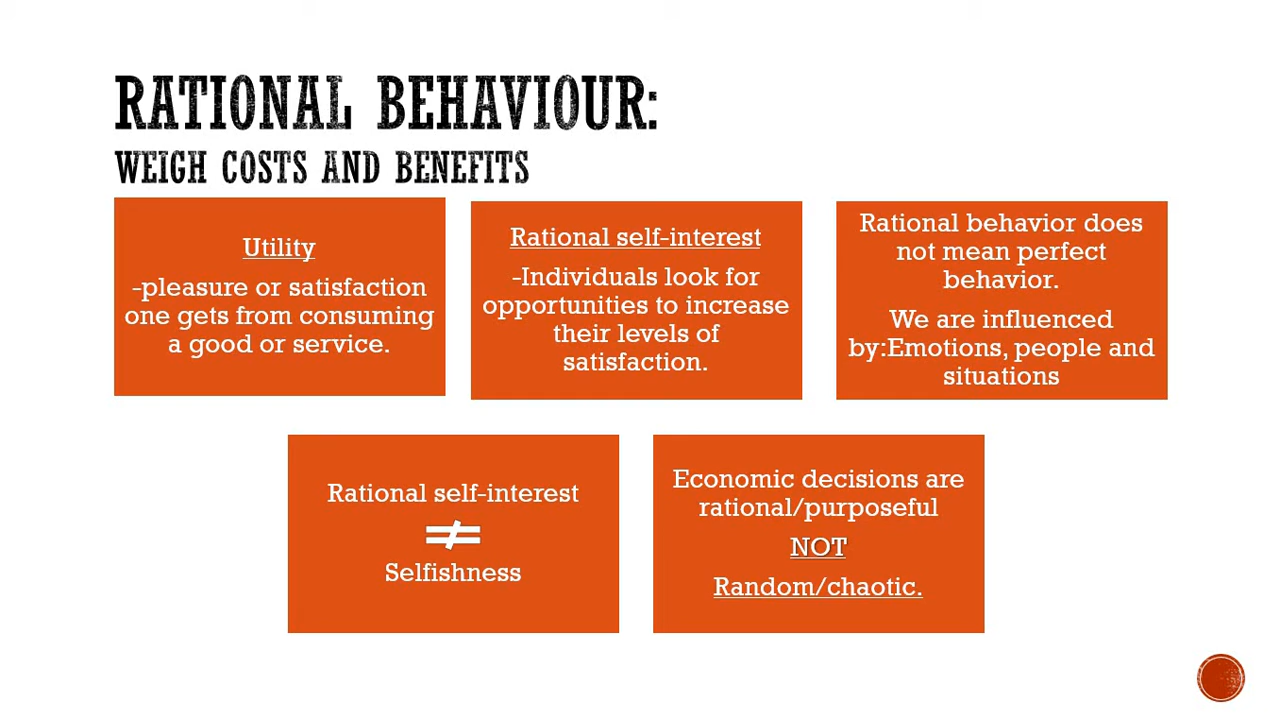 RATIONAL BEHAVIOUR:
WEIGH COSTS AND BENEFITS
Utility
-pleasure or satisfaction
one gets from consuming
a good or service.
Rational self-interest
-Individuals look for
opportunities to increase
their levels of
satisfaction.
Rational behavior does
not mean perfect
behavior.
We are influenced
by:Emotions, people and
situations
Rational self-interest
≠
Selfishness
Economic decisions are
rational/purposeful
NOT
Random/chaotic.